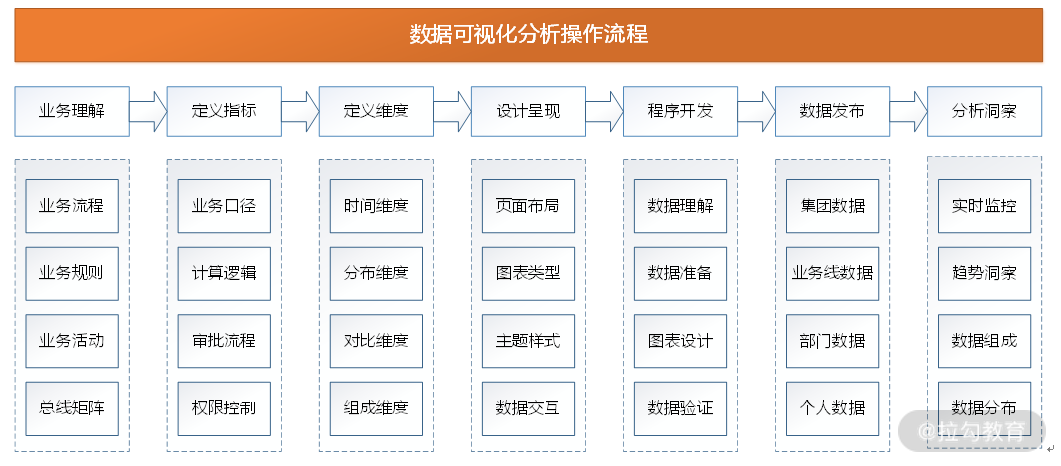 数据可视化分析操作流程
业务理解
定义指标
定义维度
设计呈现
程序开发
数据发布
分析洞察
业务流程
业务口径
时间维度
页面布局
数据理解
集团数据
实时监控
业务规则
计算逻辑
分布维度
图表类型
数据准备
业务线数据
趋势洞察
业务活动
审批流程
对比维度
主题样式
图表设计
部门数据
数据组成
总线矩阵
权限控制
组成维度
数据交互
数据验证
个人数据
数据分布
@拉勾教育